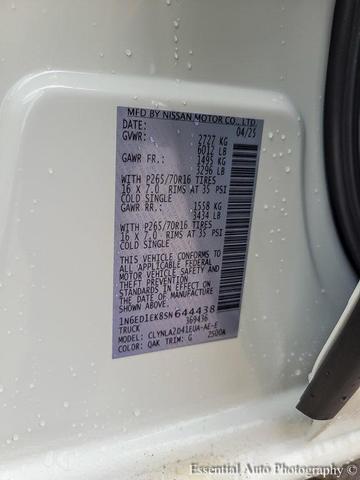 MFD BY NISSAN MOTOR CO., LTD.
DATE: 04/25
GVWR: 2727 KG
6012 LB
GAWR FR.: 1495 KG
3296 LB
WITH P265/70R16 TIRES
16 X 7.0 RIMS AT 35 PSI
COLD SINGLE
GAWR RR.: 1558 KG
3434 LB
WITH P265/70R16 TIRES
16 X 7.0 RIMS AT 35 PSI
COLD SINGLE
THIS VEHICLE CONFORMS TO
ALL APPLICABLE FEDERAL
MOTOR VEHICLE SAFETY
AND THEFT PREVENTION
STANDARDS IN EFFECT ON
THE DATE OF MANUFACTURE
SHOWN ABOVE.
1N6ED1EK8SN644438
TRUCK 369436
MODEL: CLYNLA2D41EUA-AE-E
COLOR: QAK TRIM: G 2500A
Essential Auto Photography ©